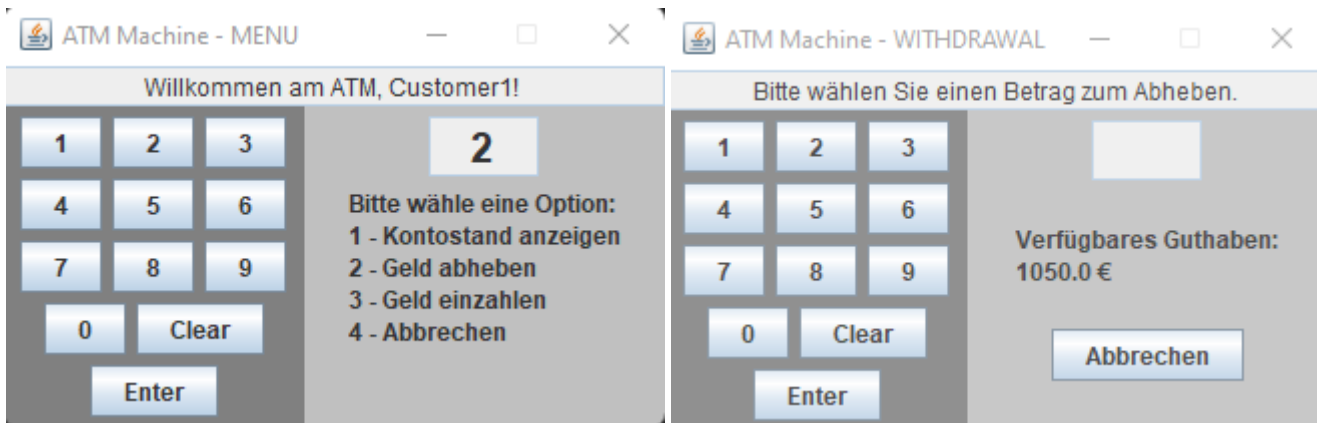 ATM Machine - MENU
Willkommen am ATM, Customer1!
1 2 3
4 5 6
7 8 9
0 Clear
Enter
2
Bitte wähle eine Option:
1 - Kontostand anzeigen
2 - Geld abheben
3 - Geld einzahlen
4 - Abbrechen
ATM Machine - WITHDRAWAL
Bitte wählen Sie einen Betrag zum Abheben.
1 2 3
4 5 6
7 8 9
0 Clear
Enter
Verfügbares Guthaben:
1050.0 €
Abbrechen